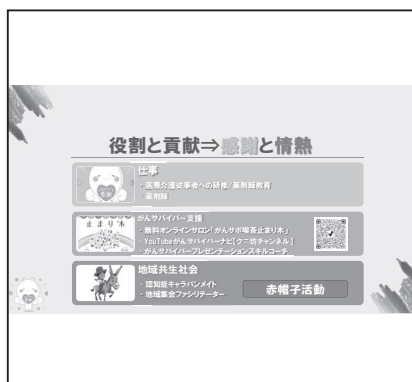 役割と貢献⇒感謝と情熱
仕事
・医療介護従事者への研修/薬剤師教育
・薬剤師
止まり木
がんサバイバー支援
・無料オンラインサロン「がんサポ喫茶止まり木」
・YouTubeがんサバイバーナビ【クニ坊チャンネル】
・がんサバイバープレゼンテーションスキルコーチ
地域共生社会
・認知症キャラバンメイト
・地域集会ファシリテーター
赤帽子活動